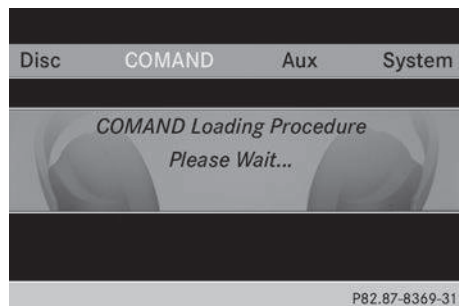 Disc COMAND Aux System
COMAND Loading Procedure
Please Wait...
P82.87-8369-31